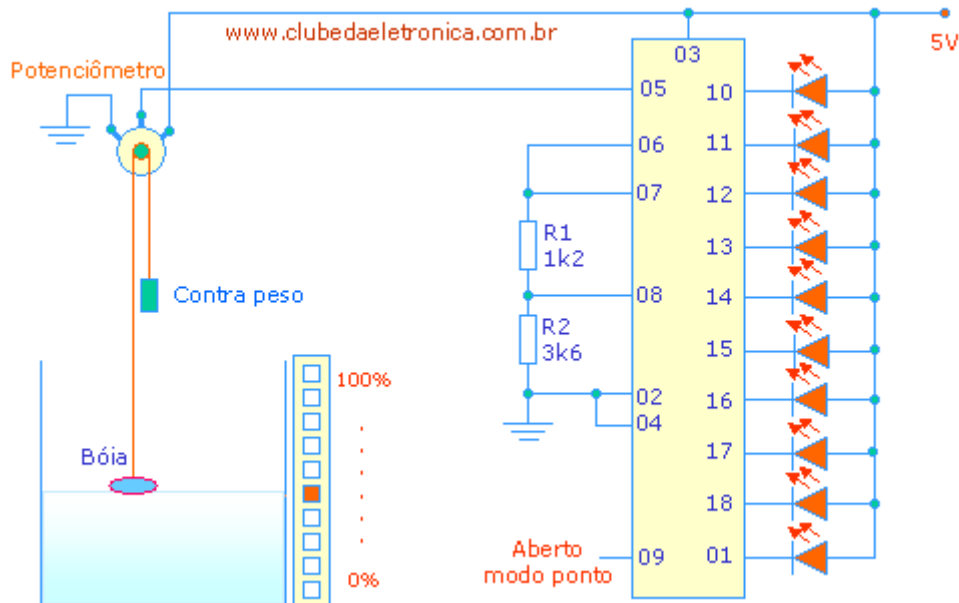 www.clubedaeletronica.com.br
5V
Potenciômetro
03
05
10
06
11
07
12
R1
1k2
13
Contra peso
08
14
R2
3k6
15
100%
02
16
04
Bóia
17
18
Aberto
modo ponto
09
01
0%